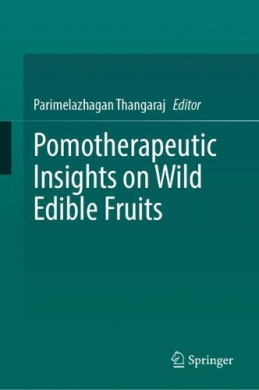 Parimelazhagan Thangaraj Editor
Pomotherapeutic
Insights on Wild
Edible Fruits
Springer